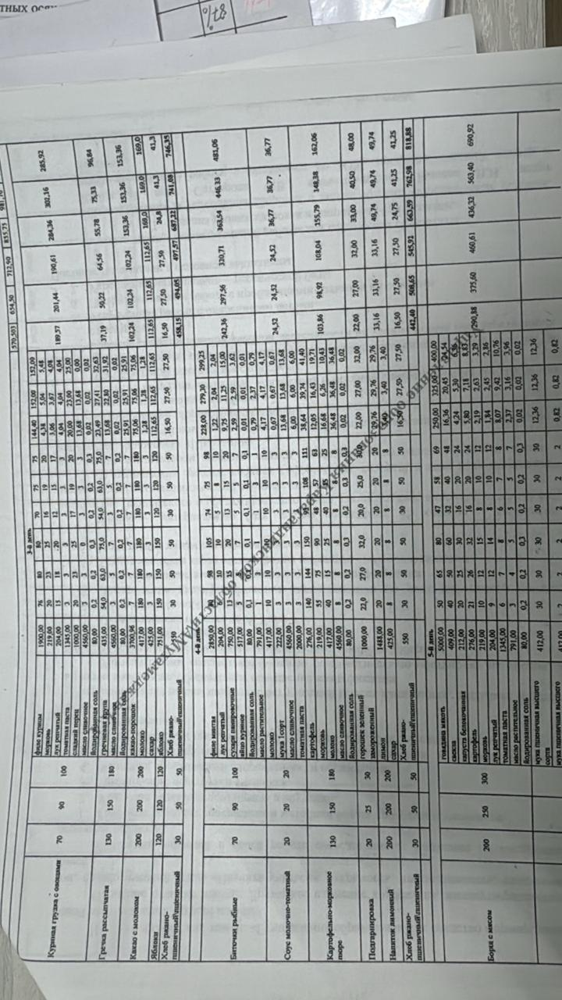 тных
87%
570,503 654,50 712,90 855,75
3-й день
Куриная грудка с овощами 70 90 100 филе курицы 1900,00 76 80 80 70 75 75 144,40 152,00 152,00 189,57 201,44 190,61 284,36 302,16 285,92
морковь 219,00 20 23 25 16 19 20 4,38 5,04 5,48
лук репчатый 204,00 15 18 20 12 15 17 3,06 3,67 4,08
томатная паста 1345,00 3 3 3 3 3 3 4,04 4,04 4,04
сладкий перец 1000,00 20 23 25 17 19 20 20,00 23,00 25,00
масло сливочное 4560,00 3 3 0 3 3 3 13,68 13,68 0,00
йодированная соль 80,00 0,2 0,2 0,3 0,2 0,2 0,3 0,02 0,02 0,02
Гречка рассыпчатая 130 150 180 гречневая крупа 435,00 54,0 63,0 75,0 54,0 63,0 75,0 23,49 27,41 32,63 37,19 50,22 64,56 55,78 75,33 96,84
масло сливочное 4560,00 3 5 7 3 5 7 13,68 22,80 31,92
йодированная соль 80,00 0,2 0,2 0,2 0,2 0,2 0,2 0,02 0,02 0,02
Какао с молоком 200 200 200 какао-порошок 3700,96 7 7 7 7 7 7 25,91 25,91 25,91 102,24 102,24 102,24 153,36 153,36 153,36
молоко 417,00 180 180 180 180 180 180 75,06 75,06 75,06
сахар 425,00 3 3 3 3 3 3 1,28 1,28 1,28
Яблоки 120 120 120 яблоко 751,00 150 150 150 120 120 120 112,65 112,65 112,65 112,65 112,65 112,65 169,0 169,0 169,0
Хлеб ржано-пшеничный/пшеничный 30 50 50 Хлеб ржано-пшеничный/пшеничный 550 30 50 50 30 50 50 16,50 27,50 27,50 16,50 27,50 27,50 24,8 41,3 41,3
458,15 494,05 497,57 687,22 741,08 746,35
4-й день
Биточки рыбные 70 90 100 филе минтая 2850,00 98 105 74 75 98 228,00 279,30 299,25 242,36 297,56 320,71 363,54 446,33 481,06
лук репчатый 204,00 6 10 10 5 8 10 1,22 2,04 2,04
сухари панировочные 750,00 13 15 20 13 15 20 9,75 11,25 15,00
яйцо куриное 517,00 5 5 7 5 5 7 2,59 2,59 3,62
йодированная соль 80,00 0,1 0,1 0,1 0,1 0,1 0,01 0,01 0,01
масло растительное 791,00 1 3 1 1 3 1 0,79 2,37 0,79
Соус молочно-томатный 20 20 20 молоко 417,00 10 10 10 10 10 10 4,17 4,17 4,17 24,52 24,52 24,52 36,77 36,77 36,77
мука 1сорт 222,00 3 3 3 3 3 3 0,67 0,67 0,67
масло сливочное 4560,00 3 3 3 3 3 3 13,68 13,68 13,68
томатная паста 2000,00 3 3 3 3 3 3 6,00 6,00 6,00
Картофельно-морковное пюре 130 150 180 картофель 276,00 140 144 150 108 111 38,64 39,74 41,40 103,86 98,92 108,04 155,79 148,38 162,06
морковь 219,00 55 75 90 48 57 63 12,05 16,43 19,71
молоко 417,00 40 15 25 40 15 25 16,68 6,26 10,43
масло сливочное 4560,00 8 8 8 8 8 8 36,48 36,48 36,48
йодированная соль 80,00 0,2 0,2 0,3 0,2 0,3 0,3 0,02 0,02 0,02
Подгарнировка 20 25 30 горошек зеленный замороженный 1000,00 22,0 27,0 32,0 20,0 25,0 30,0 22,00 27,00 32,00 22,00 27,00 32,00 33,00 40,50 48,00
Напиток лимонный 200 200 200 лимон 1488,00 20 20 20 20 20 20 29,76 29,76 29,76 33,16 33,16 33,16 49,74 49,74 49,74
сахар 425,00 8 8 8 8 8 8 3,40 3,40 3,40
Хлеб ржано-пшеничный/пшеничный 30 50 50 Хлеб ржано-пшеничный/пшеничный 550 30 50 50 30 50 50 16,50 27,50 27,50 16,50 27,50 27,50 24,75 41,25 41,25
442,40 508,65 545,92 663,59 762,98 818,88
5-й день
Борщ с мясом 200 250 300 говядина мякоть 5000,00 50 65 80 47 58 69 250,00 325,00 400,00 290,88 375,60 460,61 436,32 563,40 690,92
свекла 409,00 40 50 60 32 40 48 16,36 20,45 24,54
капуста белокочанная 212,00 20 25 30 16 20 24 4,24 5,30 6,36
картофель 276,00 21 26 32 16 20 24 5,80 7,18 8,83
морковь 219,00 10 12 15 8 10 12 2,19 2,63 3,29
лук репчатый 204,00 9 12 14 8 10 12 1,84 2,45 2,86
томатная паста 1345,00 6 7 8 6 7 8 8,07 9,42 10,76
масло растительное 791,00 3 4 5 5 5 7 2,37 3,16 3,96
йодированная соль 80,00 0,2 0,2 0,3 0,2 0,2 0,3 0,02 0,02 0,02
мука пшеничная высшего сорта 412,00 30 30 30 30 30 30 12,36 12,36 12,36
мука пшеничная высшего 417,00 2 2 2 2 2 0,82 0,82 0,82